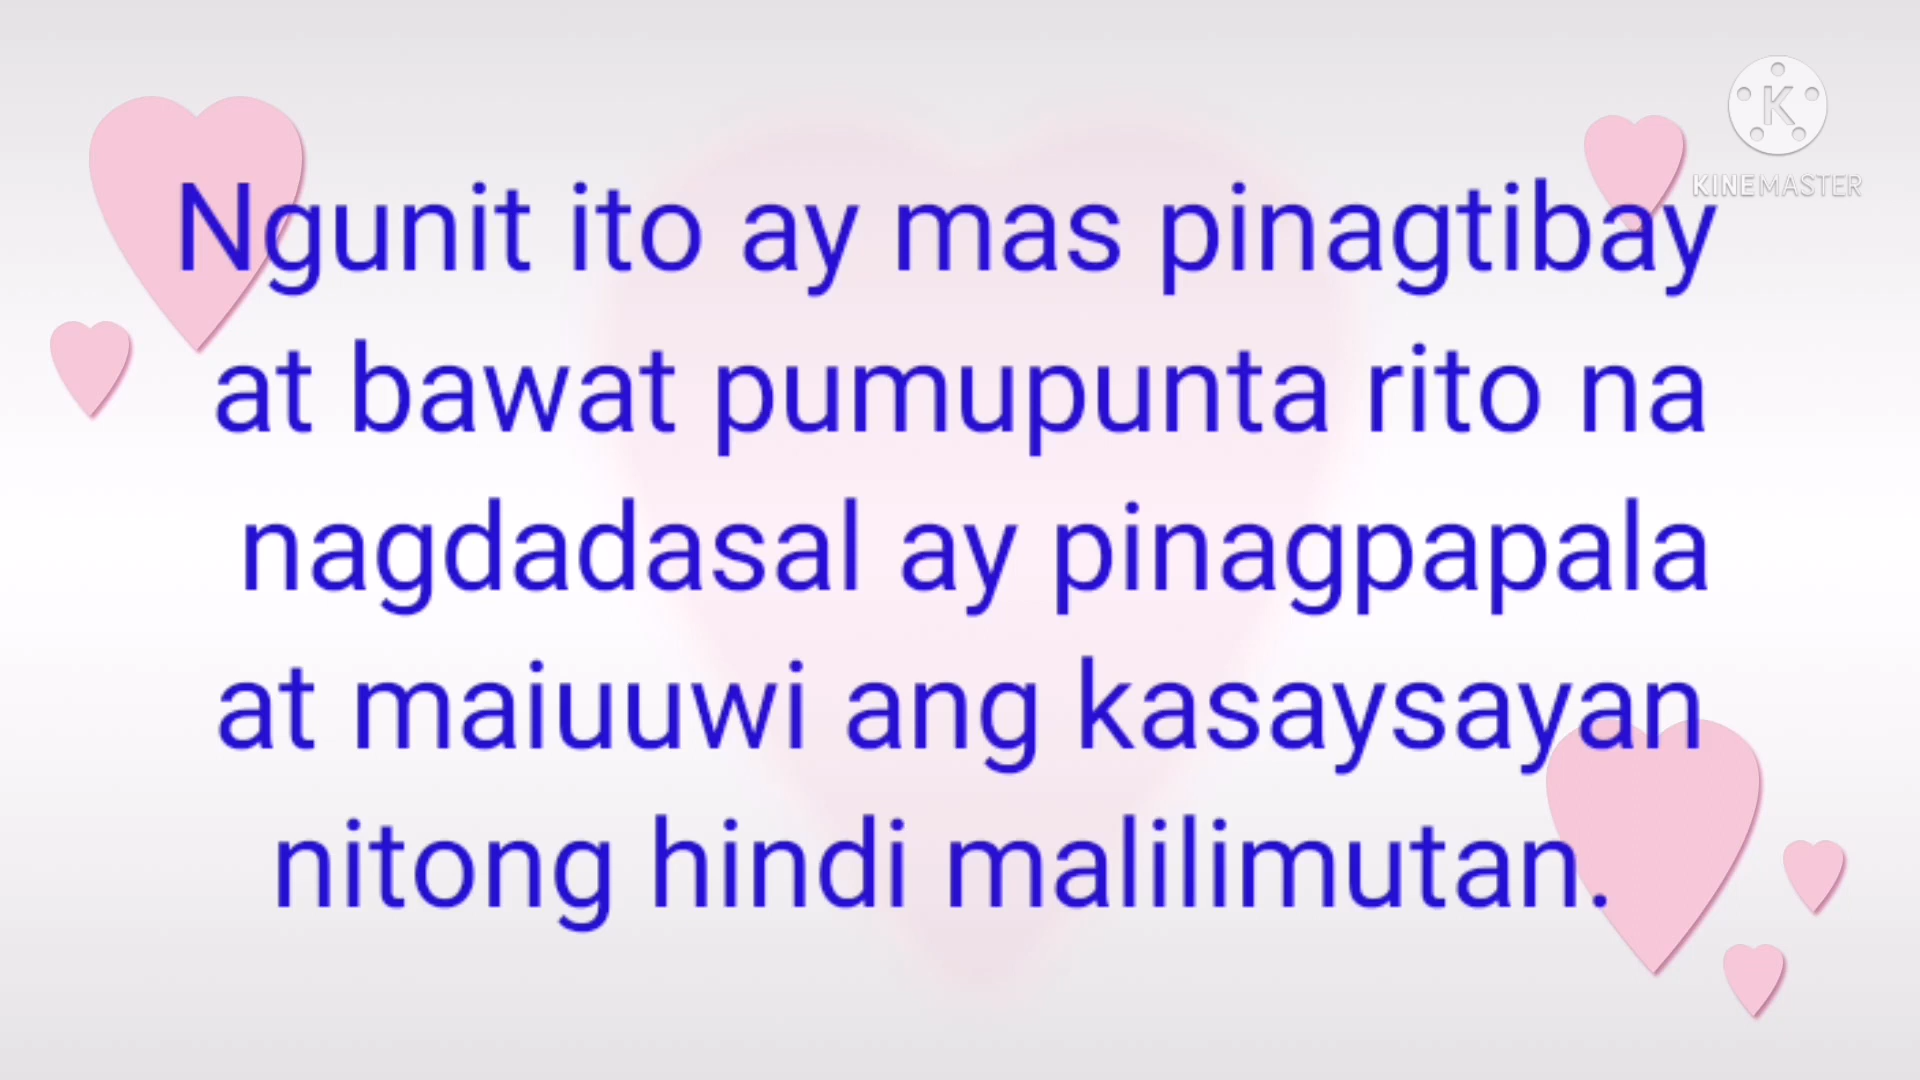 K
KINEMASTER
Ngunit ito ay mas pinagtibay
at bawat pumupunta rito na
nagdadasal ay pinagpapala
at maiuuwi ang kasaysayan
nitong hindi malilimutan.